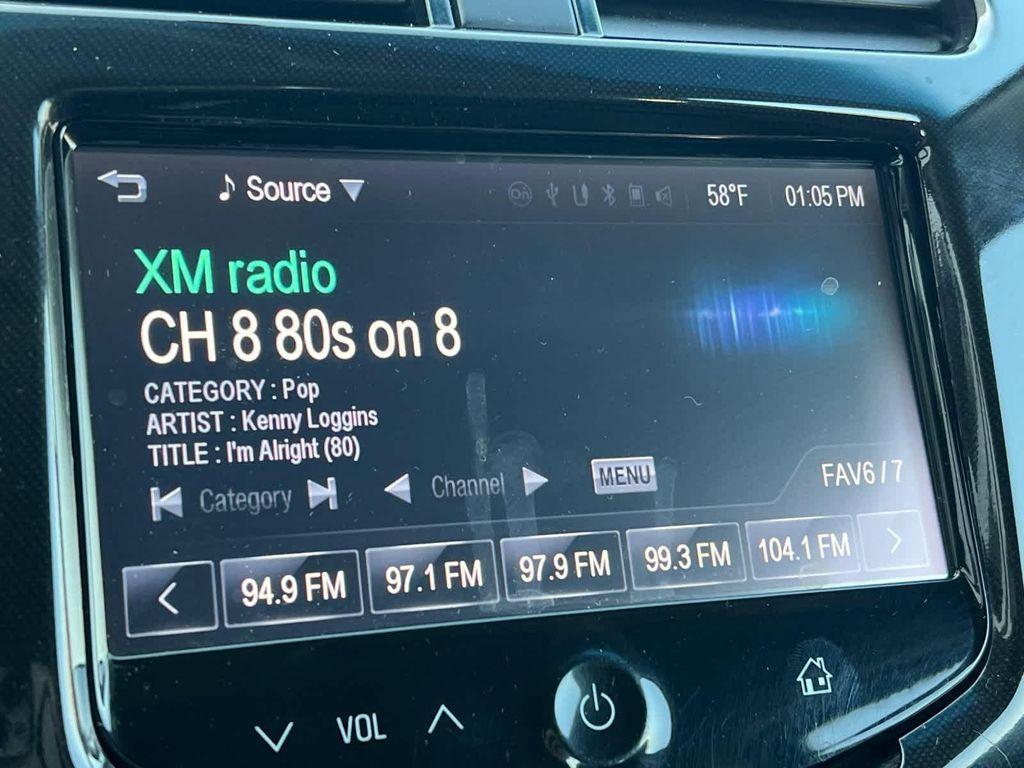 Source
58°F
01:05 PM
XM radio
CH 8 80s on 8
CATEGORY : Pop
ARTIST : Kenny Loggins
TITLE : I'm Alright (80)
Category
Channel
MENU
FAV6 / 7
94.9 FM
97.1 FM
97.9 FM
99.3 FM
104.1 FM
VOL